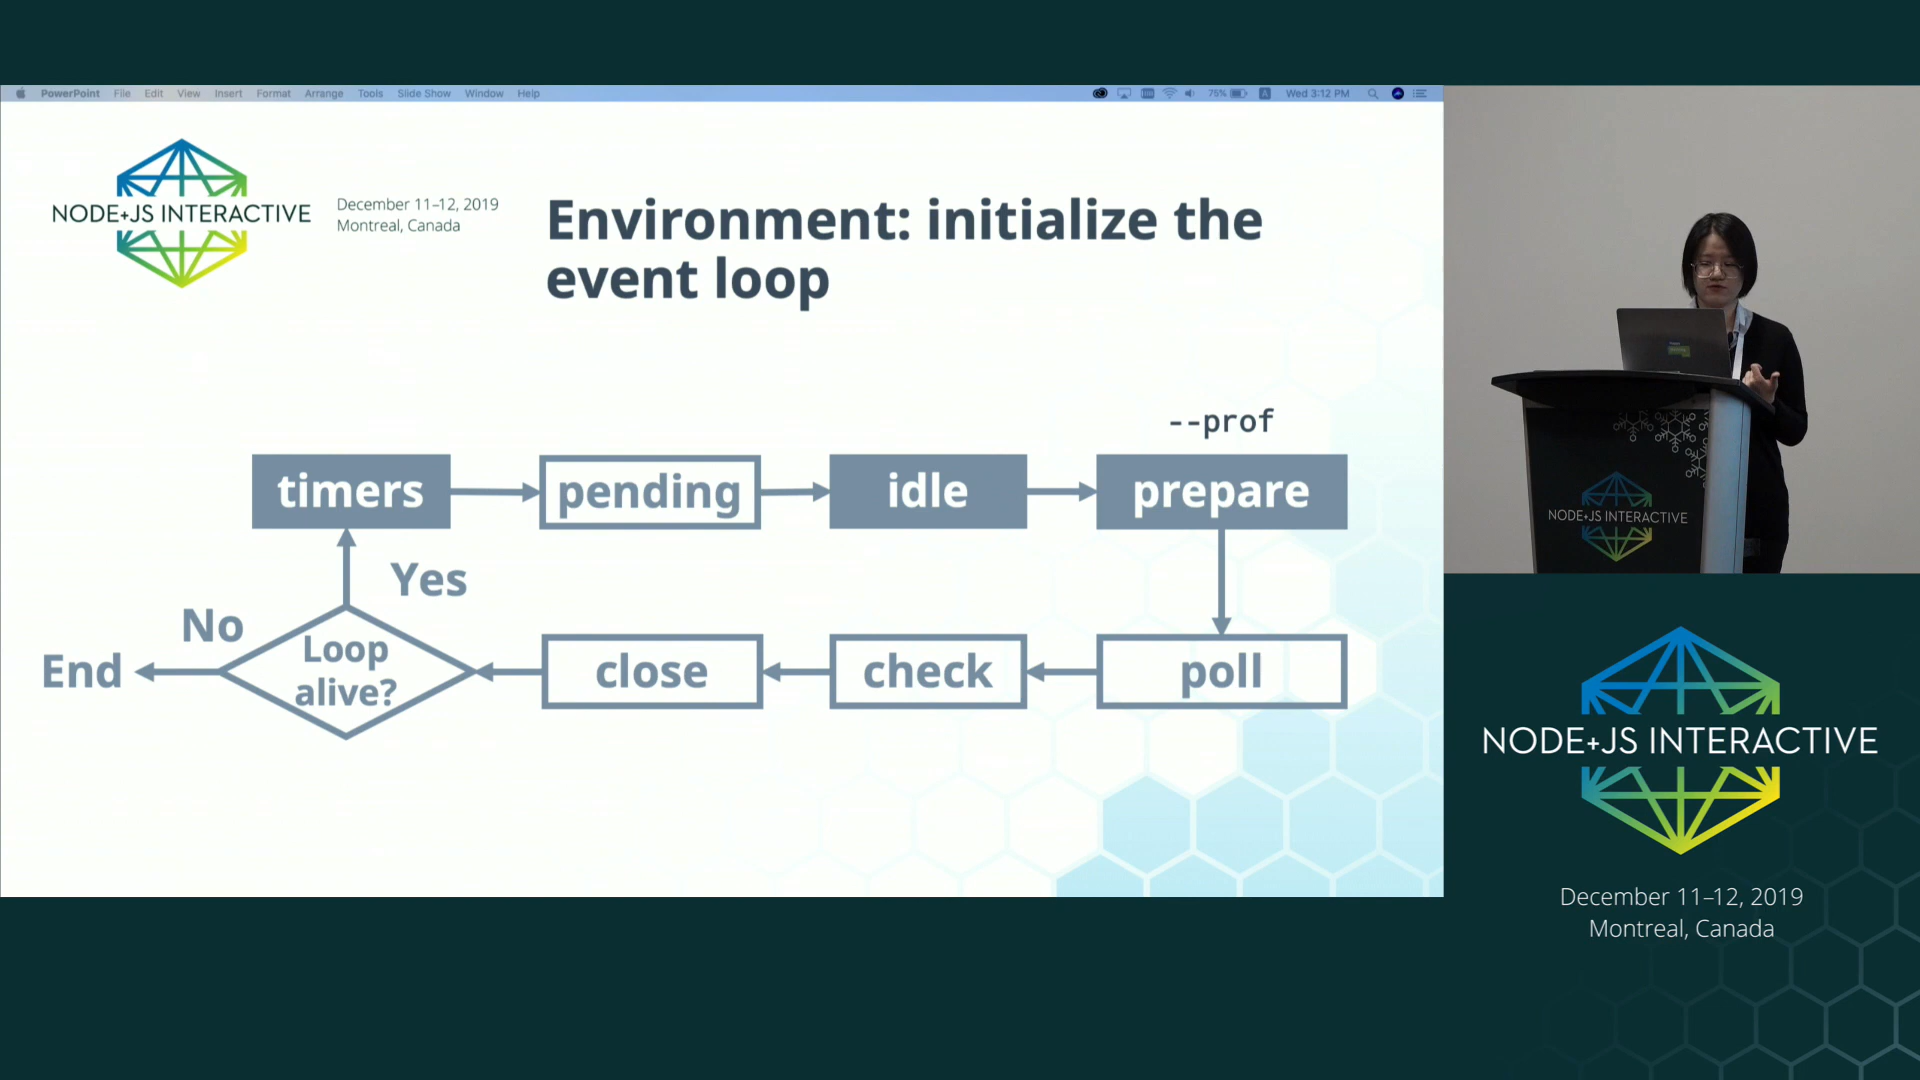 PowerPoint File Edit View Insert Format Arrange Tools Slide Show Window Help
75% A Wed 3:12 PM
NODE+JS INTERACTIVE
December 11–12, 2019
Montreal, Canada
Environment: initialize the
event loop
--prof
timers
pending
idle
prepare
Yes
No
End
Loop
alive?
close
check
poll
NODE+JS INTERACTIVE
NODE+JS INTERACTIVE
December 11–12, 2019
Montreal, Canada